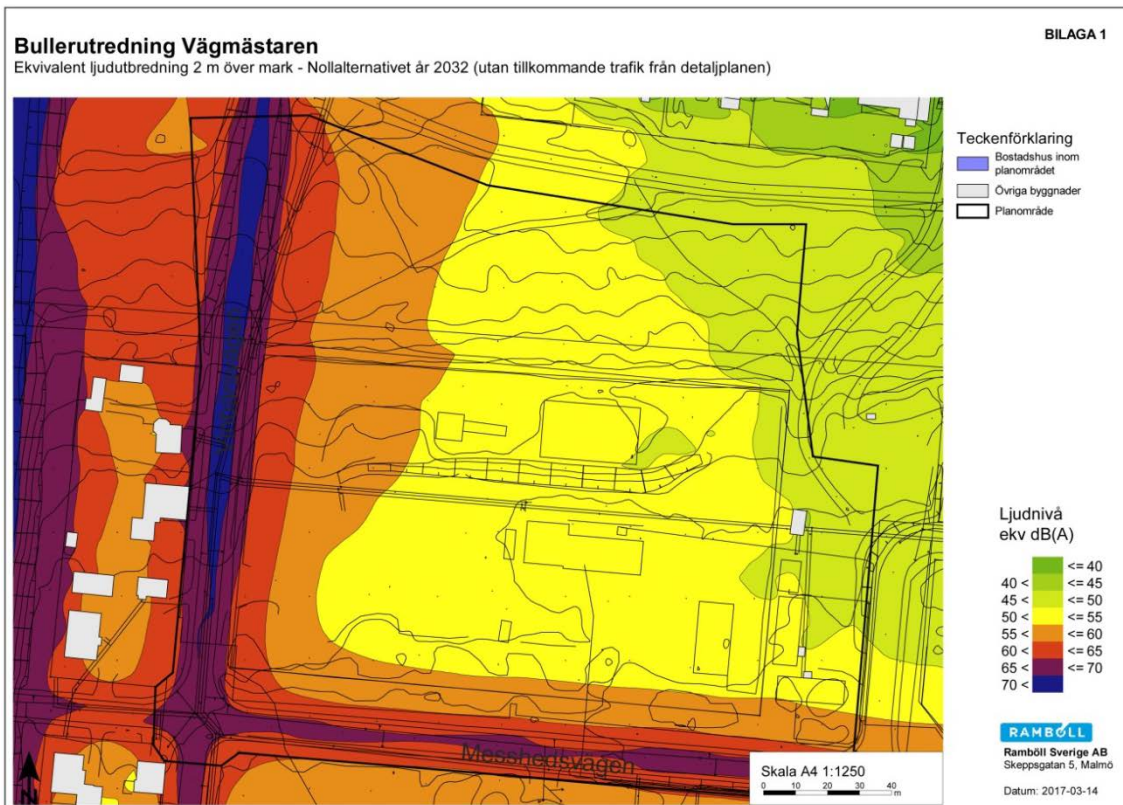 BILAGA 1
Bullerutredning Vägmästaren
Ekvivalent ljudutbredning 2 m över mark - Nollalternativet år 2032 (utan tillkommande trafik från detaljplanen)
Teckenförklaring
Bostadshus inom
planområdet
Övriga byggnader
Planområde
Ljudnivå
ekv dB(A)
<= 40
40 < <= 45
45 < <= 50
50 < <= 55
55 < <= 60
60 < <= 65
65 < <= 70
70 <
Messhedsvägen
N
Skala A4 1:1250
0 10 20 30 40
m
RAMBOLL
Ramböll Sverige AB
Skeppsgatan 5, Malmö
Datum: 2017-03-14